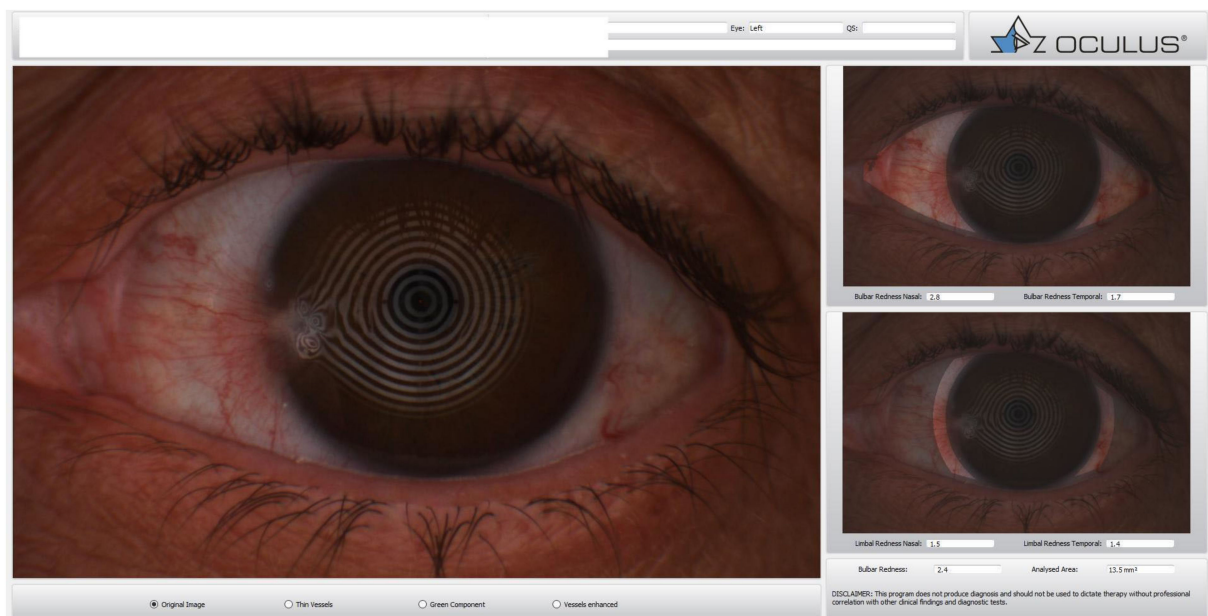 Eye: Left QS:
OCULUS®
Bulbar Redness Nasal: 2.8 Bulbar Redness Temporal: 1.7
Limbal Redness Nasal: 1.5 Limbal Redness Temporal: 1.4
Bulbar Redness: 2.4 Analysed Area: 13.5 mm²
DISCLAIMER: This program does not produce diagnosis and should not be used to dictate therapy without professional
correlation with other clinical findings and diagnostic tests.
Original Image Thin Vessels Green Component Vessels enhanced